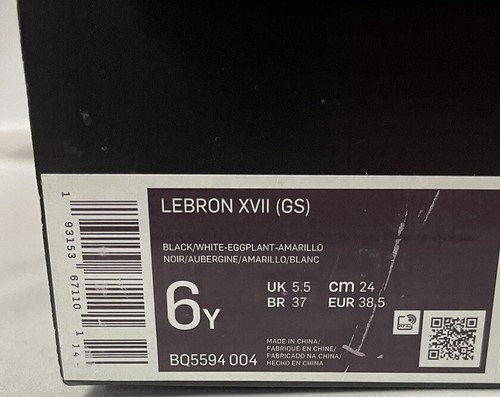 LEBRON XVII (GS)
BLACK/WHITE-EGGPLANT-AMARILLO
NOIR/AUBERGINE/AMARILLO/BLANC
6Y
UK 5.5 cm 24
BR 37 EUR 38.5
BQ5594 004
MADE IN CHINA/
FABRIQUE EN CHINE/
FABRICADO NA CHINA/
HECHO EN CHINA
RFID
1 93153 67110 1 14